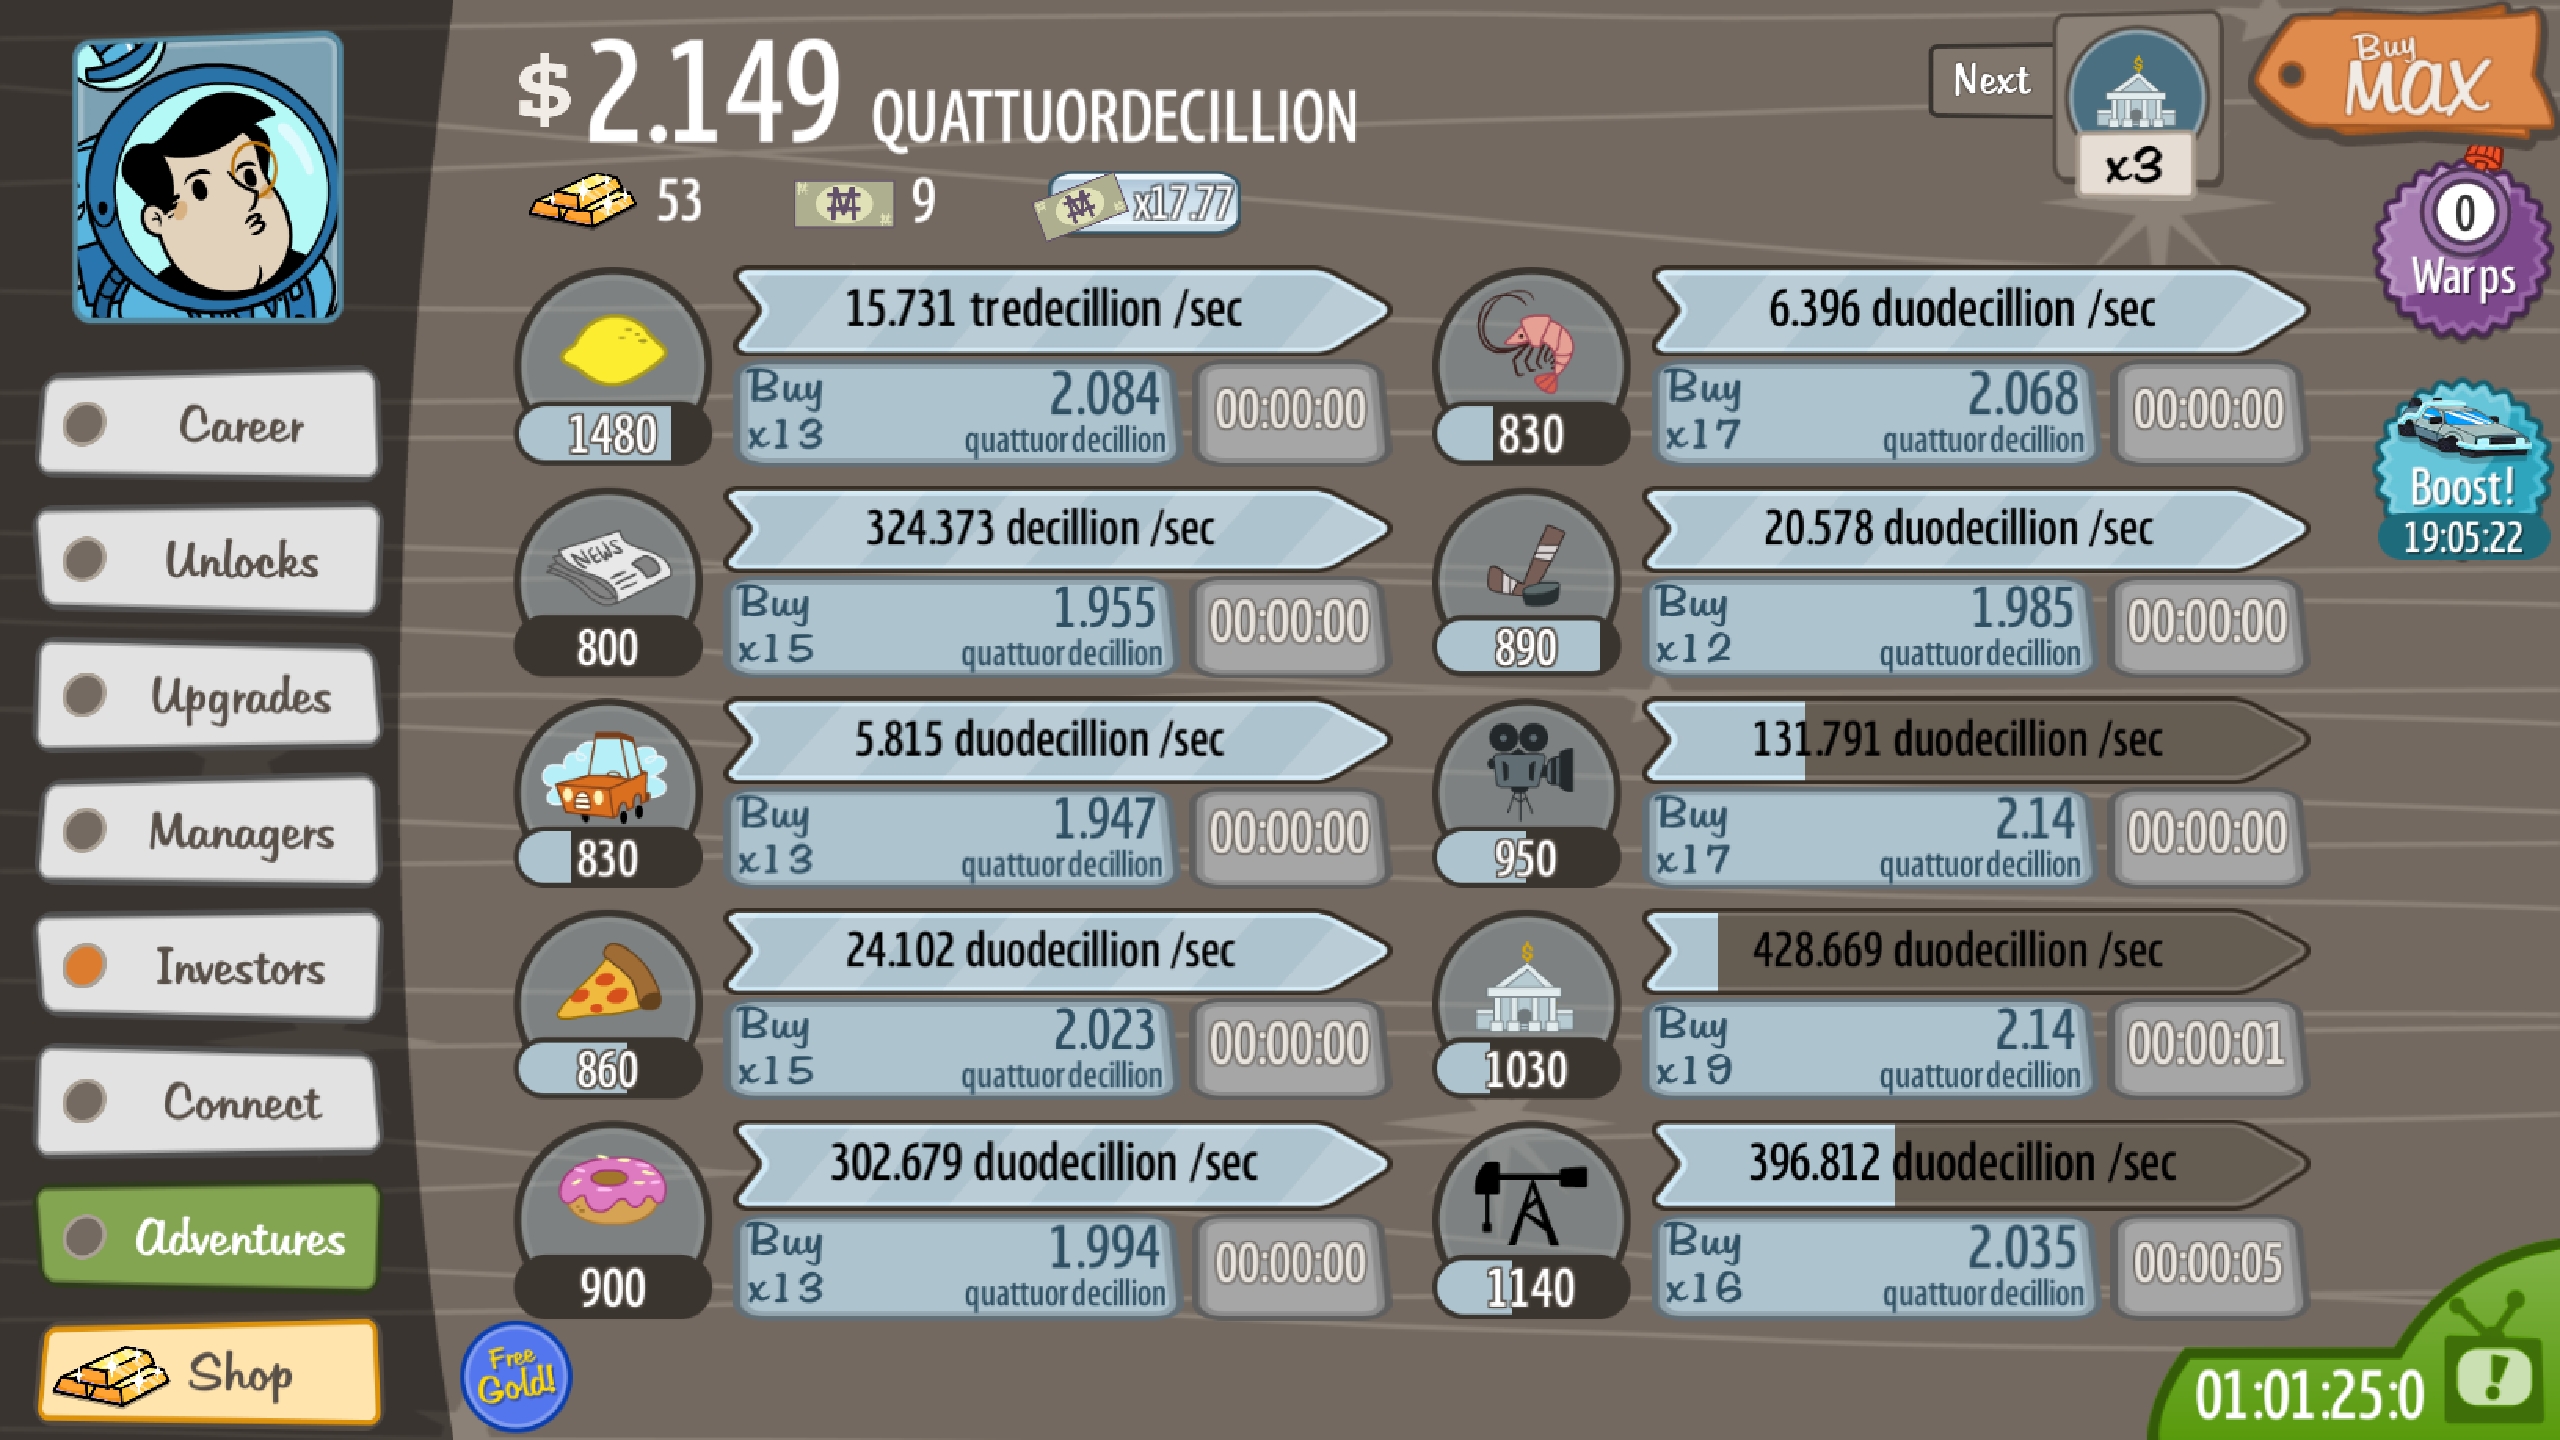 $2.149 QUATTUORDECILLION
53
9
x17.77
Next
x3
Buy
MAX
0
Warps
Boost!
19:05:22
Career
Unlocks
Upgrades
Managers
Investors
Connect
Adventures
Shop
15.731 tredecillion /sec
1480
Buy
x13
2.084
quattuordecillion
00:00:00
NEWS
324.373 decillion /sec
800
Buy
x15
1.955
quattuordecillion
00:00:00
5.815 duodecillion /sec
830
Buy
x13
1.947
quattuordecillion
00:00:00
24.102 duodecillion /sec
860
Buy
x15
2.023
quattuordecillion
00:00:00
302.679 duodecillion /sec
900
Buy
x13
1.994
quattuordecillion
00:00:00
6.396 duodecillion /sec
830
Buy
x17
2.068
quattuordecillion
00:00:00
20.578 duodecillion /sec
890
Buy
x12
1.985
quattuordecillion
00:00:00
131.791 duodecillion /sec
950
Buy
x17
2.14
quattuordecillion
00:00:00
428.669 duodecillion /sec
1030
Buy
x19
2.14
quattuordecillion
00:00:01
396.812 duodecillion /sec
1140
Buy
x16
2.035
quattuordecillion
00:00:05
Free
Gold!
01:01:25:0